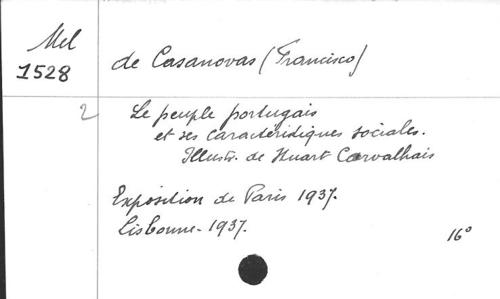 Mel
1528
de Casanovas (Francisco)
2
Le peuple portugais
et ses caractéristiques sociales.
Illustr. de Stuart Carvalhais
Exposition de Paris 1937.
Lisbonne - 1937.
16°